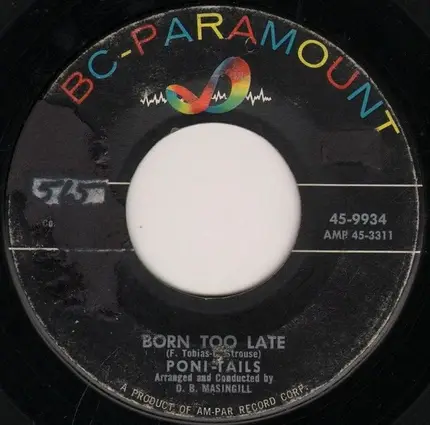 BC-PARAMOUNT
525
45-9934
AMP 45-3311
BORN TOO LATE
(F. Tobias-C. Strouse)
PONI-TAILS
Arranged and Conducted by
D. B. MASINGILL
A PRODUCT OF AM-PAR RECORD CORP.